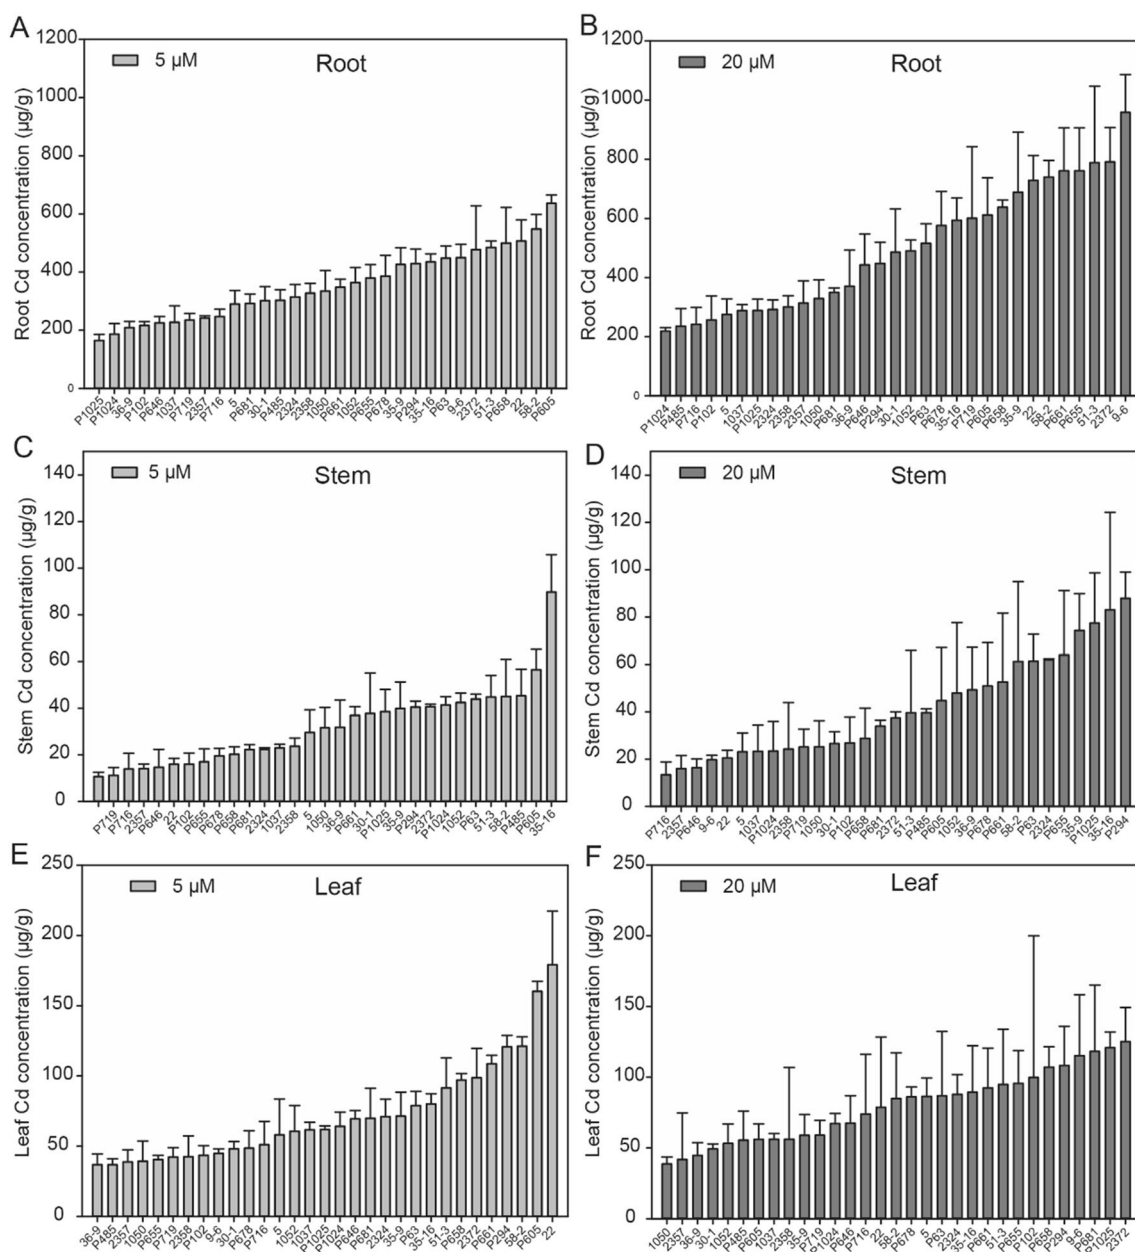 A
1200
1000
800
600
400
200
0
Root Cd concentration (µg/g)
5 µM
Root
P1025 P1024 36-9 P102 P646 1037 P719 2357 P716 5 P681 30-1 P485 2324 2358 1050 P661 1052 P655 P678 35-9 P294 35-16 P63 9-6 2372 51-3 P658 22 58-2 P605
B
1200
1000
800
600
400
200
0
Root Cd concentration (µg/g)
20 µM
Root
P1024 P485 P716 P102 5 1037 P1025 2324 2358 2357 1050 P681 36-9 P646 P294 30-1 1052 P63 P678 35-16 P719 P605 P658 35-9 22 58-2 P661 P655 51-3 2372 9-6
C
140
120
100
80
60
40
20
0
Stem Cd concentration (µg/g)
5 µM
Stem
P719 P716 2357 P646 22 P102 P655 P678 P658 P681 2324 1037 2358 5 1050 36-9 P661 30-1 P1025 35-9 P294 2372 P1024 1052 P63 51-3 58-2 P485 P605 35-16
D
140
120
100
80
60
40
20
0
Stem Cd concentration (µg/g)
20 µM
Stem
P716 2357 P646 9-6 22 5 1037 P1024 2358 P719 1050 30-1 P102 P658 P681 2372 51-3 P485 P605 1052 36-9 P678 P661 58-2 P63 2324 P655 35-9 P1025 35-16 P294
E
250
200
150
100
50
0
Leaf Cd concentration (µg/g)
5 µM
Leaf
36-9 P485 2357 1050 P655 P719 2358 P102 9-6 30-1 P678 P716 5 1052 1037 P1025 P1024 P646 P681 2324 35-9 P63 35-16 51-3 P658 2372 P661 P294 58-2 P605 22
F
250
200
150
100
50
0
Leaf Cd concentration (µg/g)
20 µM
Leaf
1050 2357 36-9 30-1 1052 P485 P605 1037 2358 35-9 P719 P1024 P646 P716 22 58-2 P678 5 P63 2324 35-16 P661 51-3 P655 P102 P658 P294 9-6 P681 P1025 2372